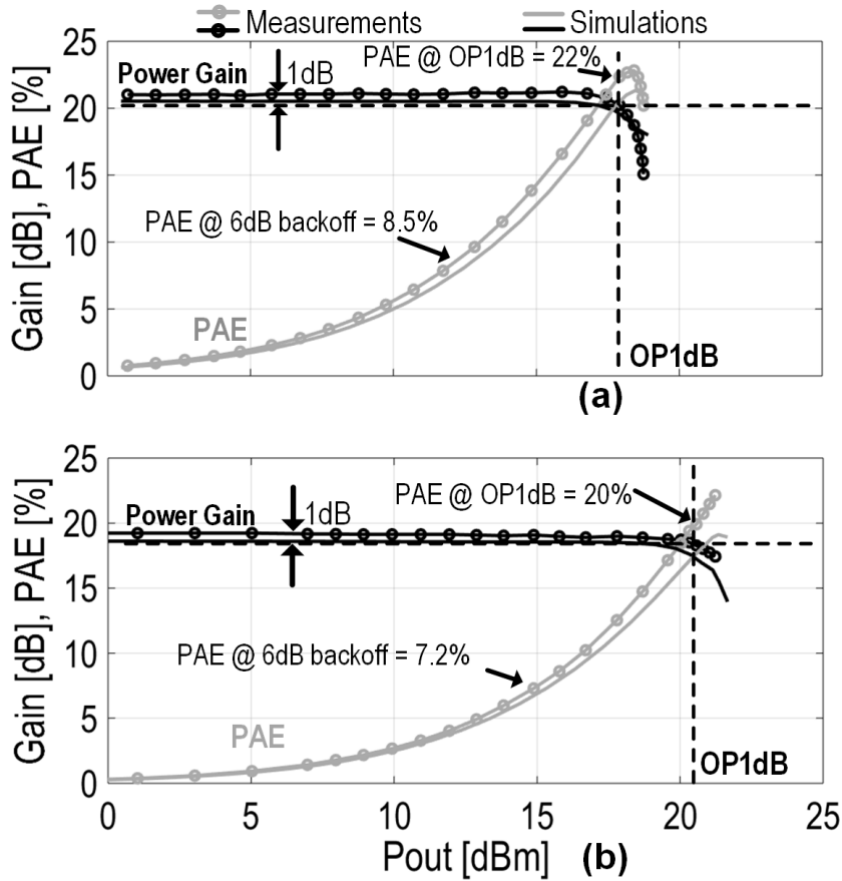 Measurements Simulations
25
20
15
10
5
0
Gain [dB], PAE [%]
Power Gain
1dB
PAE @ OP1dB = 22%
PAE @ 6dB backoff = 8.5%
PAE
OP1dB
(a)
25
20
15
10
5
0
Gain [dB], PAE [%]
Power Gain
1dB
PAE @ OP1dB = 20%
PAE @ 6dB backoff = 7.2%
PAE
OP1dB
0 5 10 15 20 25
Pout [dBm] (b)